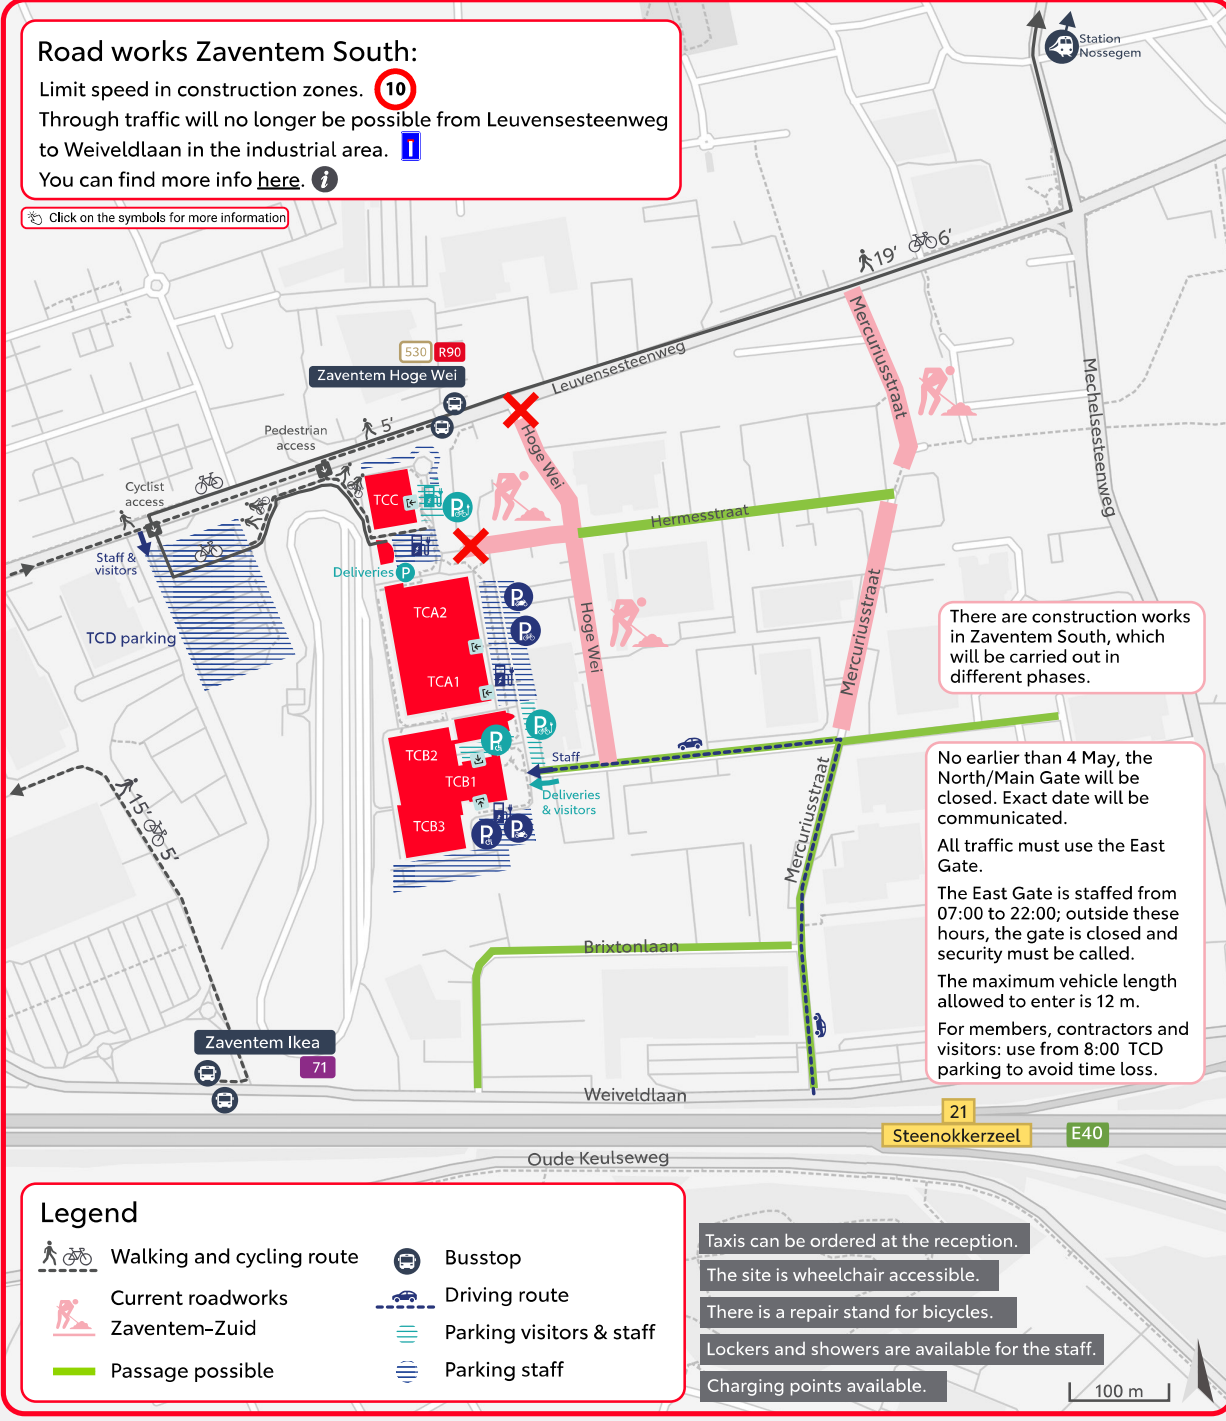 Road works Zaventem South:
Limit speed in construction zones. 10
Through traffic will no longer be possible from Leuvensesteenweg
to Weiveldlaan in the industrial area.
You can find more info here. i
Click on the symbols for more information
Station
Nossegem
19' 6'
Mercuriusstraat
Leuvensesteenweg
Mechelsesteenweg
530 R90
Zaventem Hoge Wei
5'
Pedestrian
access
Cyclist
access
Hoge Wei
TCC
P
Hermesstraat
Staff &
visitors
Deliveries P
TCD parking
TCA2
P
P
TCA1
Hoge Wei
Mercuriusstraat
There are construction works
in Zaventem South, which
will be carried out in
different phases.
P
P
TCB2
TCB1
Staff
Deliveries
& visitors
TCB3
P
P
Mercuriusstraat
15' 5'
No earlier than 4 May, the
North/Main Gate will be
closed. Exact date will be
communicated.
All traffic must use the East
Gate.
The East Gate is staffed from
07:00 to 22:00; outside these
hours, the gate is closed and
security must be called.
The maximum vehicle length
allowed to enter is 12 m.
For members, contractors and
visitors: use from 8:00 TCD
parking to avoid time loss.
Brixtonlaan
Zaventem Ikea
71
Weiveldlaan
21
Steenokkerzeel
E40
Oude Keulseweg
Legend
Walking and cycling route
Current roadworks
Zaventem-Zuid
Passage possible
Busstop
Driving route
Parking visitors & staff
Parking staff
Taxis can be ordered at the reception.
The site is wheelchair accessible.
There is a repair stand for bicycles.
Lockers and showers are available for the staff.
Charging points available.
100 m